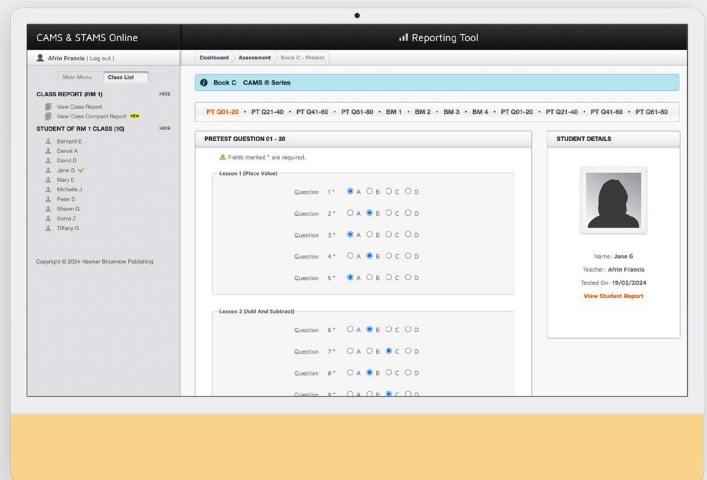 CAMS & STAMS Online
Reporting Tool
Afrin Francis ( Log out )
Dashboard
Assessment
Book C - Pretest
Main Menu
Class List
CLASS REPORT (RM 1)
HIDE
View Class Report
View Class Compact Report NEW
STUDENT OF RM 1 CLASS (10)
HIDE
Bernard E
Daniel A
David D
Jane G
Mary E
Michelle J
Peter D
Shawn G
Sonia Z
Tiffany G
Copyright © 2024 Hawker Brownlow Publishing
Book C CAMS ® Series
PT Q01-20 • PT Q21-40 • PT Q41-60 • PT Q61-80 • BM 1 • BM 2 • BM 3 • BM 4 • PT Q01-20 • PT Q21-40 • PT Q41-60 • PT Q61-80
PRETEST QUESTION 01 - 20
Fields marked * are required.
Lesson 1 (Place Value)
Question 1* A B C D
Question 2* A B C D
Question 3* A B C D
Question 4* A B C D
Question 5* A B C D
Lesson 2 (Add And Subtract)
Question 6* A B C D
Question 7* A B C D
Question 8* A B C D
Question 9* A B C D
STUDENT DETAILS
Name: Jane G
Teacher: Afrin Francis
Tested On: 19/02/2024
View Student Report